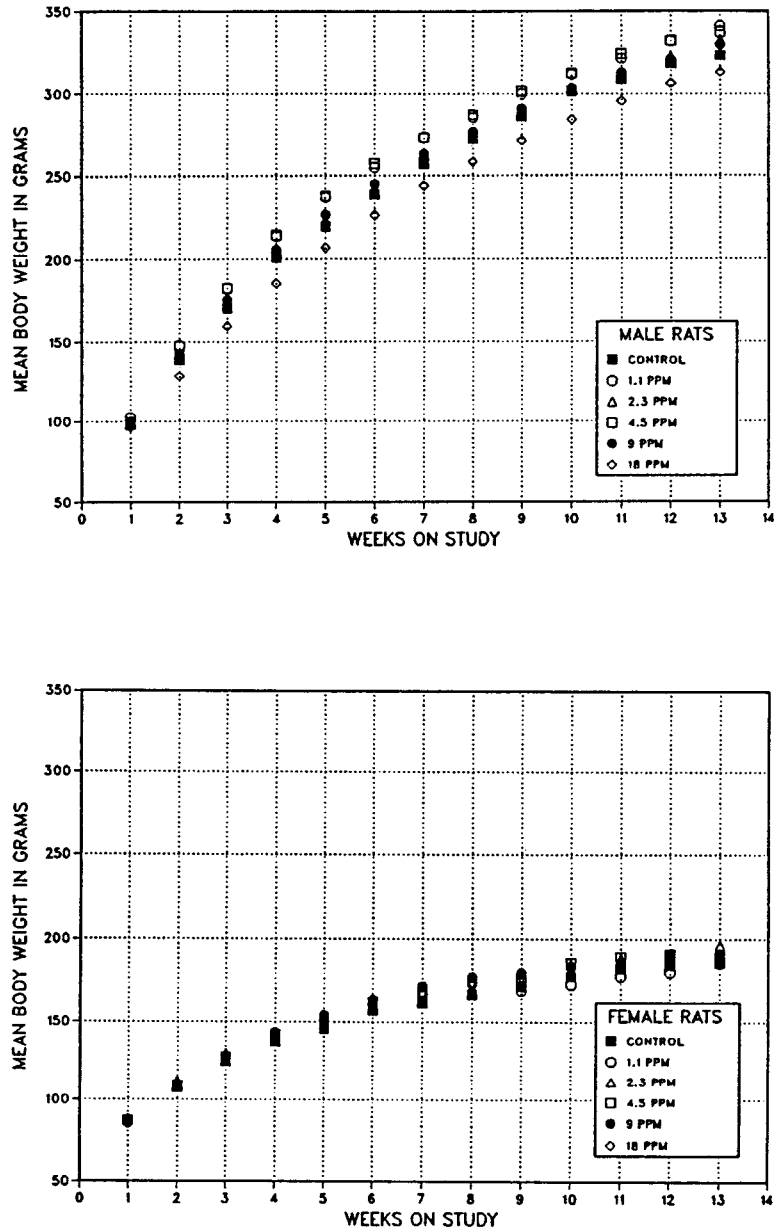 MEAN BODY WEIGHT IN GRAMS
350
300
250
200
150
100
50
0 1 2 3 4 5 6 7 8 9 10 11 12 13 14
WEEKS ON STUDY
MALE RATS
CONTROL
1.1 PPM
2.3 PPM
4.5 PPM
9 PPM
18 PPM
MEAN BODY WEIGHT IN GRAMS
350
300
250
200
150
100
50
0 1 2 3 4 5 6 7 8 9 10 11 12 13 14
WEEKS ON STUDY
FEMALE RATS
CONTROL
1.1 PPM
2.3 PPM
4.5 PPM
9 PPM
18 PPM